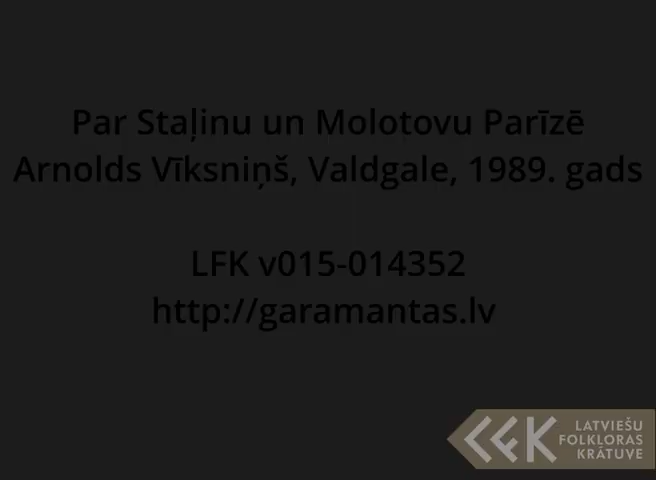 Par Staļinu un Molotovu Parīzē
Arnolds Vīksniņš, Valdgale, 1989. gads
LFK v015-014352
http://garamantas.lv
LFK
LATVIEŠU
FOLKLORAS
KRĀTUVE